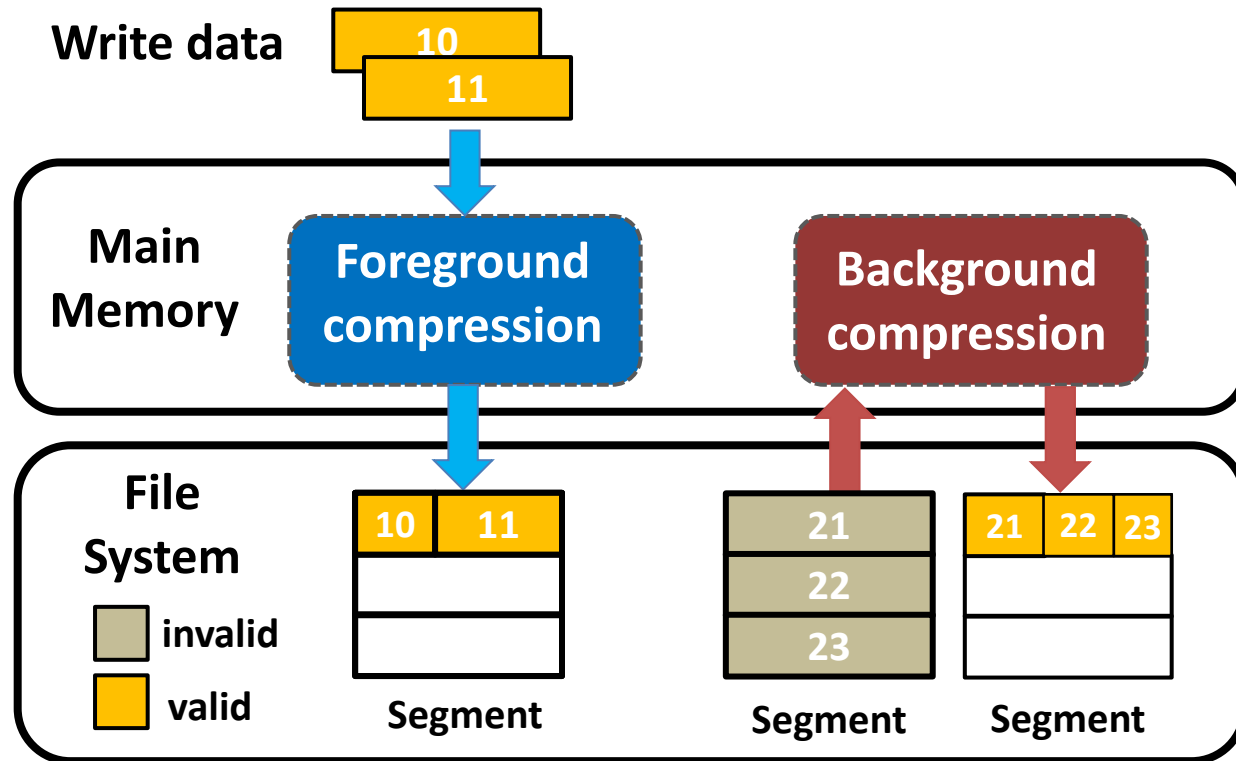 Write data
10
11
Main
Memory
Foreground
compression
Background
compression
File
System
invalid
valid
10 11
Segment
21
22
23
Segment
21 22 23
Segment